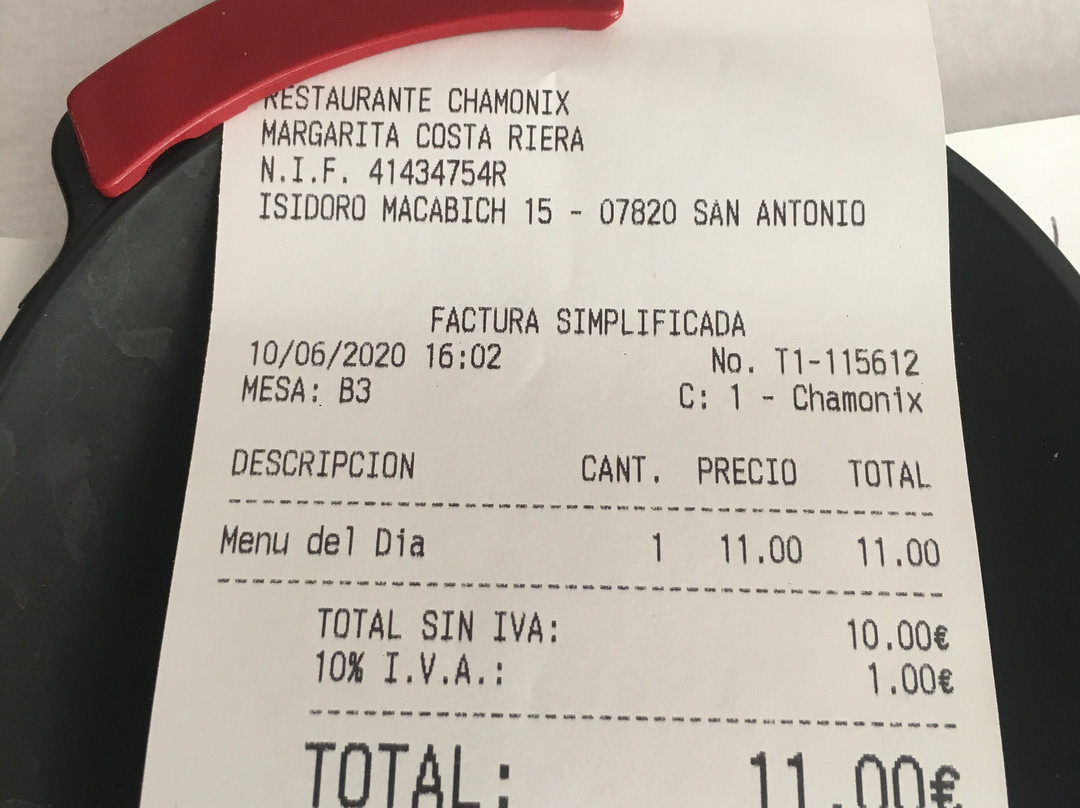 RESTAURANTE CHAMONIX
MARGARITA COSTA RIERA
N.I.F. 41434754R
ISIDORO MACABICH 15 - 07820 SAN ANTONIO
FACTURA SIMPLIFICADA
10/06/2020 16:02 No. T1-115612
MESA: B3 C: 1 - Chamonix
DESCRIPCION CANT. PRECIO TOTAL
Menu del Dia 1 11.00 11.00
TOTAL SIN IVA: 10.00€
10% I.V.A.: 1.00€
TOTAL: 11.00€